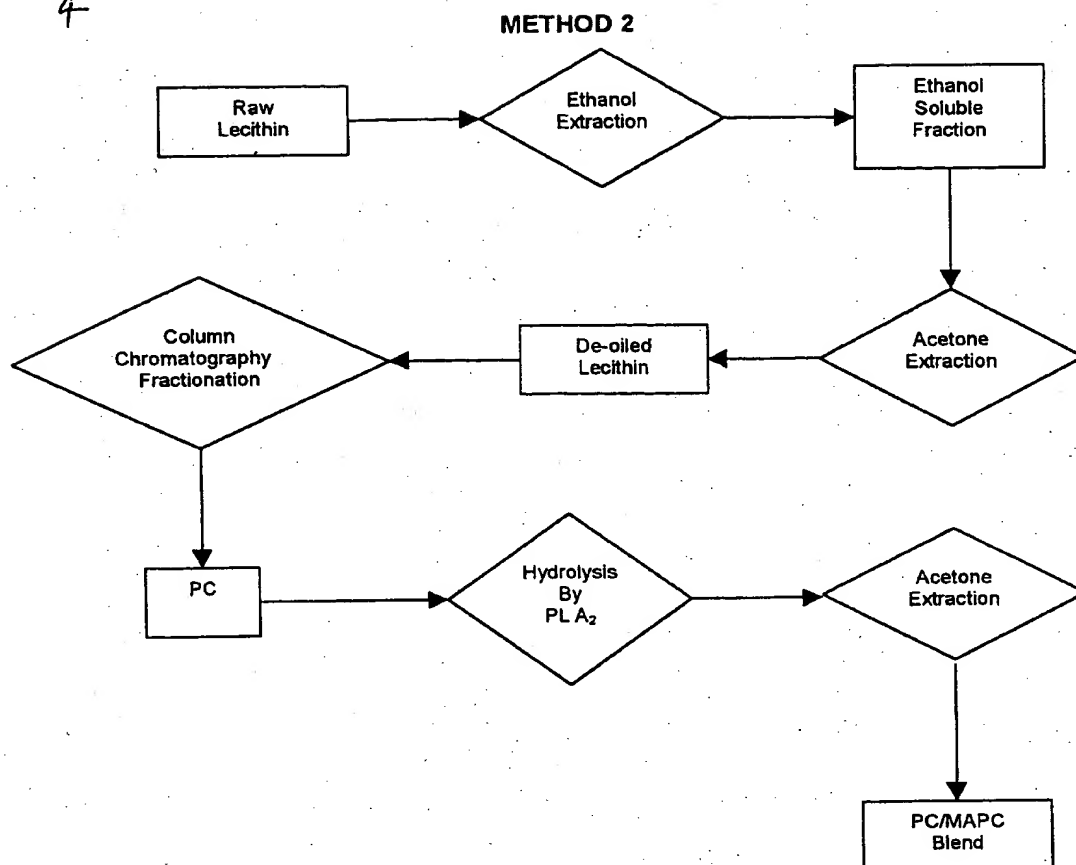 4
METHOD 2
Raw
Lecithin
Ethanol
Extraction
Ethanol
Soluble
Fraction
Column
Chromatography
Fractionation
De-oiled
Lecithin
Acetone
Extraction
PC
Hydrolysis
By
PL A₂
Acetone
Extraction
PC/MAPC
Blend